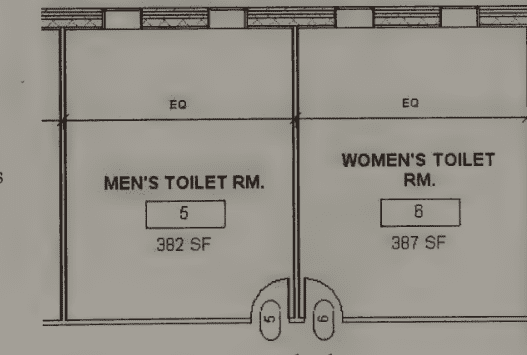 EQ
EQ
MEN'S TOILET RM.
5
382 SF
WOMEN'S TOILET
RM.
6
387 SF
5
6
s